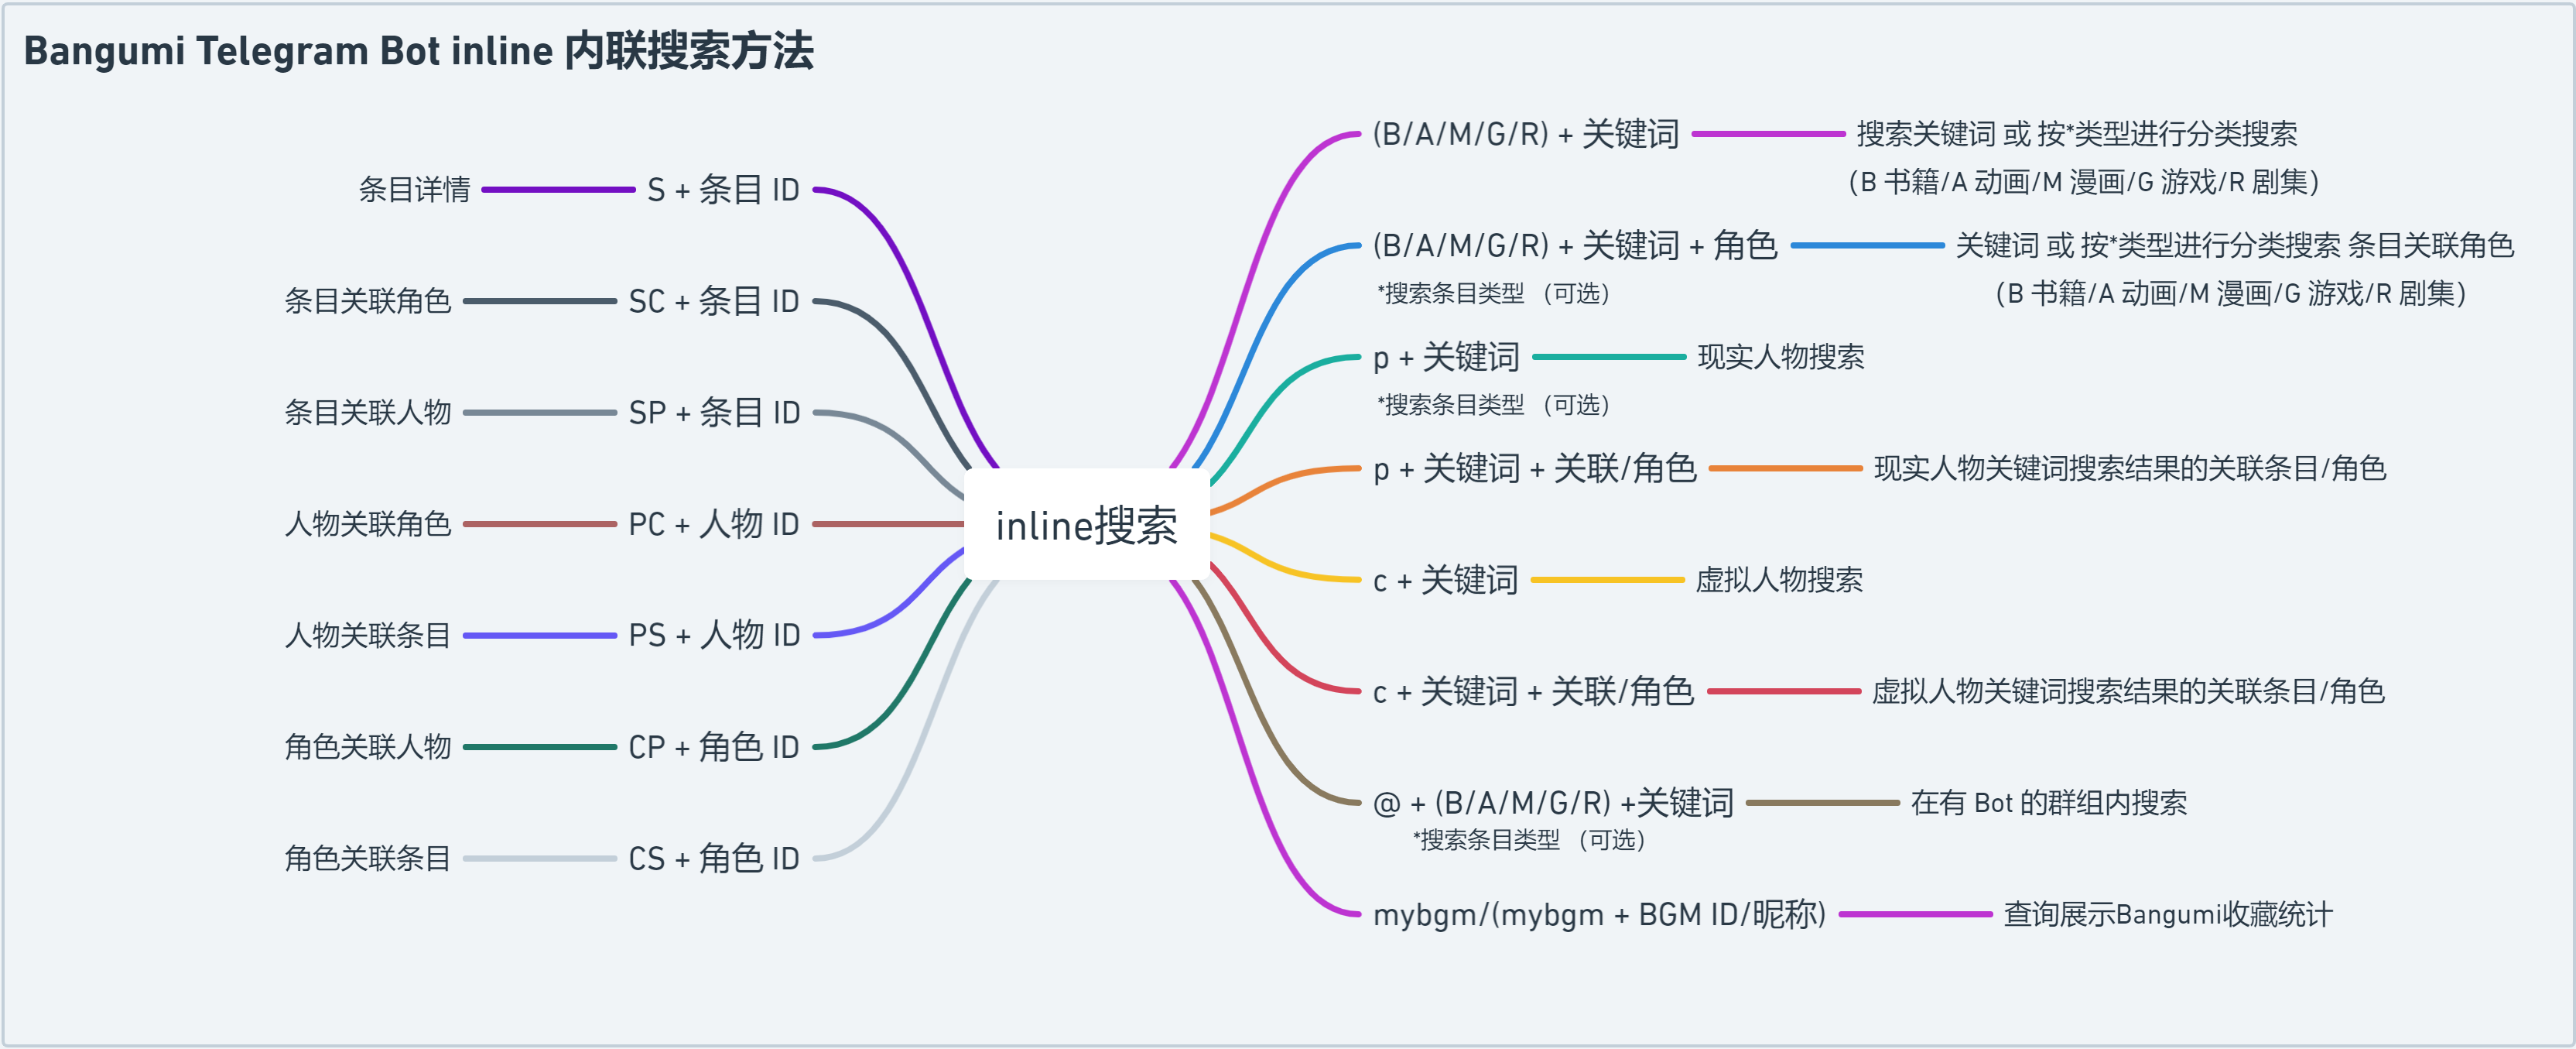 Bangumi Telegram Bot inline 内联搜索方法
条目详情
S + 条目 ID
条目关联角色
SC + 条目 ID
条目关联人物
SP + 条目 ID
人物关联角色
PC + 人物 ID
人物关联条目
PS + 人物 ID
角色关联人物
CP + 角色 ID
角色关联条目
CS + 角色 ID
inline搜索
(B/A/M/G/R) + 关键词
搜索关键词 或 按*类型进行分类搜索
（B 书籍/A 动画/M 漫画/G 游戏/R 剧集）
(B/A/M/G/R) + 关键词 + 角色
*搜索条目类型 （可选）
关键词 或 按*类型进行分类搜索 条目关联角色
（B 书籍/A 动画/M 漫画/G 游戏/R 剧集）
p + 关键词
*搜索条目类型 （可选）
现实人物搜索
p + 关键词 + 关联/角色
现实人物关键词搜索结果的关联条目/角色
c + 关键词
虚拟人物搜索
c + 关键词 + 关联/角色
虚拟人物关键词搜索结果的关联条目/角色
@ + (B/A/M/G/R) +关键词
*搜索条目类型 （可选）
在有 Bot 的群组内搜索
mybgm/(mybgm + BGM ID/昵称)
查询展示Bangumi收藏统计